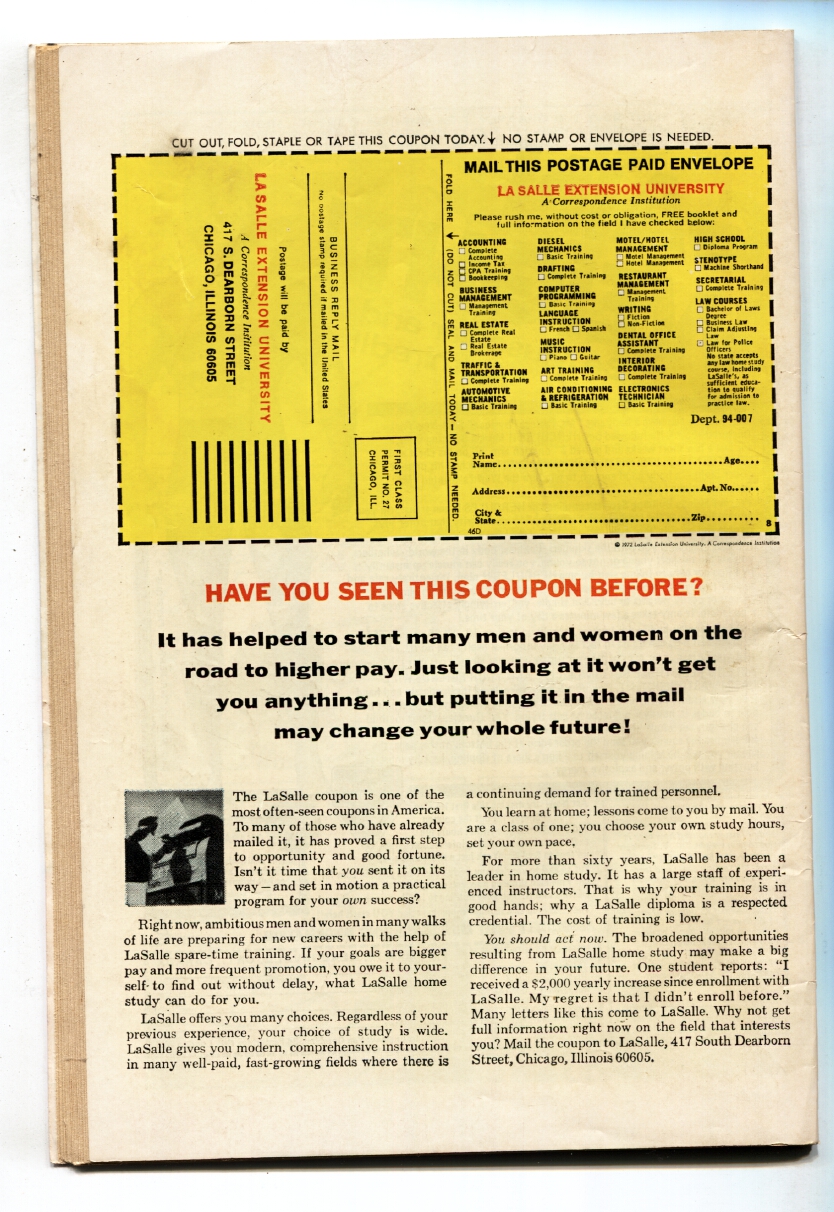 CUT OUT, FOLD, STAPLE OR TAPE THIS COUPON TODAY.↓ NO STAMP OR ENVELOPE IS NEEDED.
LA SALLE EXTENSION UNIVERSITY
A Correspondence Institution
417 S. DEARBORN STREET
CHICAGO, ILLINOIS 60605
Postage will be paid by
BUSINESS REPLY MAIL
No postage stamp required if mailed in the United States
FIRST CLASS
PERMIT NO. 27
CHICAGO, ILL.
FOLD HERE ← (DO NOT CUT) SEAL AND MAIL TODAY — NO STAMP NEEDED.
MAIL THIS POSTAGE PAID ENVELOPE
LA SALLE EXTENSION UNIVERSITY
A Correspondence Institution
Please rush me, without cost or obligation, FREE booklet and
full information on the field I have checked below:
ACCOUNTING
☐ Complete
Accounting
☐ Income Tax
☐ CPA Training
☐ Bookkeeping
BUSINESS
MANAGEMENT
☐ Management
Training
REAL ESTATE
☐ Complete Real
Estate
☐ Real Estate
Brokerage
TRAFFIC &
TRANSPORTATION
☐ Complete Training
AUTOMOTIVE
MECHANICS
☐ Basic Training
DIESEL
MECHANICS
☐ Basic Training
DRAFTING
☐ Complete Training
COMPUTER
PROGRAMMING
☐ Basic Training
LANGUAGE
INSTRUCTION
☐ French ☐ Spanish
MUSIC
INSTRUCTION
☐ Piano ☐ Guitar
ART TRAINING
☐ Complete Training
AIR CONDITIONING
& REFRIGERATION
☐ Basic Training
MOTEL/HOTEL
MANAGEMENT
☐ Motel Management
☐ Hotel Management
RESTAURANT
MANAGEMENT
☐ Management
Training
WRITING
☐ Fiction
☐ Non-Fiction
DENTAL OFFICE
ASSISTANT
☐ Complete Training
INTERIOR
DECORATING
☐ Complete Training
ELECTRONICS
TECHNICIAN
☐ Basic Training
HIGH SCHOOL
☐ Diploma Program
STENOTYPE
☐ Machine Shorthand
SECRETARIAL
☐ Complete Training
LAW COURSES
☐ Bachelor of Laws
Degree
☐ Business Law
☐ Claim Adjusting
Law
☐ Law for Police
Officers
No state accepts
any law home study
course, including
LaSalle's, as
sufficient educa-
tion to qualify
for admission to
practice law.
Dept. 94-007
Print
Name..........Age....
Address..........Apt. No......
City &
State..........Zip..........
46D
8
© 1972 LaSalle Extension University. A Correspondence Institution
HAVE YOU SEEN THIS COUPON BEFORE?
It has helped to start many men and women on the
road to higher pay. Just looking at it won't get
you anything...but putting it in the mail
may change your whole future!
The LaSalle coupon is one of the
most often-seen coupons in America.
To many of those who have already
mailed it, it has proved a first step
to opportunity and good fortune.
Isn't it time that you sent it on its
way — and set in motion a practical
program for your own success?
Right now, ambitious men and women in many walks
of life are preparing for new careers with the help of
LaSalle spare-time training. If your goals are bigger
pay and more frequent promotion, you owe it to your-
self to find out without delay, what LaSalle home
study can do for you.
LaSalle offers you many choices. Regardless of your
previous experience, your choice of study is wide.
LaSalle gives you modern, comprehensive instruction
in many well-paid, fast-growing fields where there is
a continuing demand for trained personnel.
You learn at home; lessons come to you by mail. You
are a class of one; you choose your own study hours,
set your own pace.
For more than sixty years, LaSalle has been a
leader in home study. It has a large staff of experi-
enced instructors. That is why your training is in
good hands; why a LaSalle diploma is a respected
credential. The cost of training is low.
You should act now. The broadened opportunities
resulting from LaSalle home study may make a big
difference in your future. One student reports: "I
received a $2,000 yearly increase since enrollment with
LaSalle. My regret is that I didn't enroll before."
Many letters like this come to LaSalle. Why not get
full information right now on the field that interests
you? Mail the coupon to LaSalle, 417 South Dearborn
Street, Chicago, Illinois 60605.